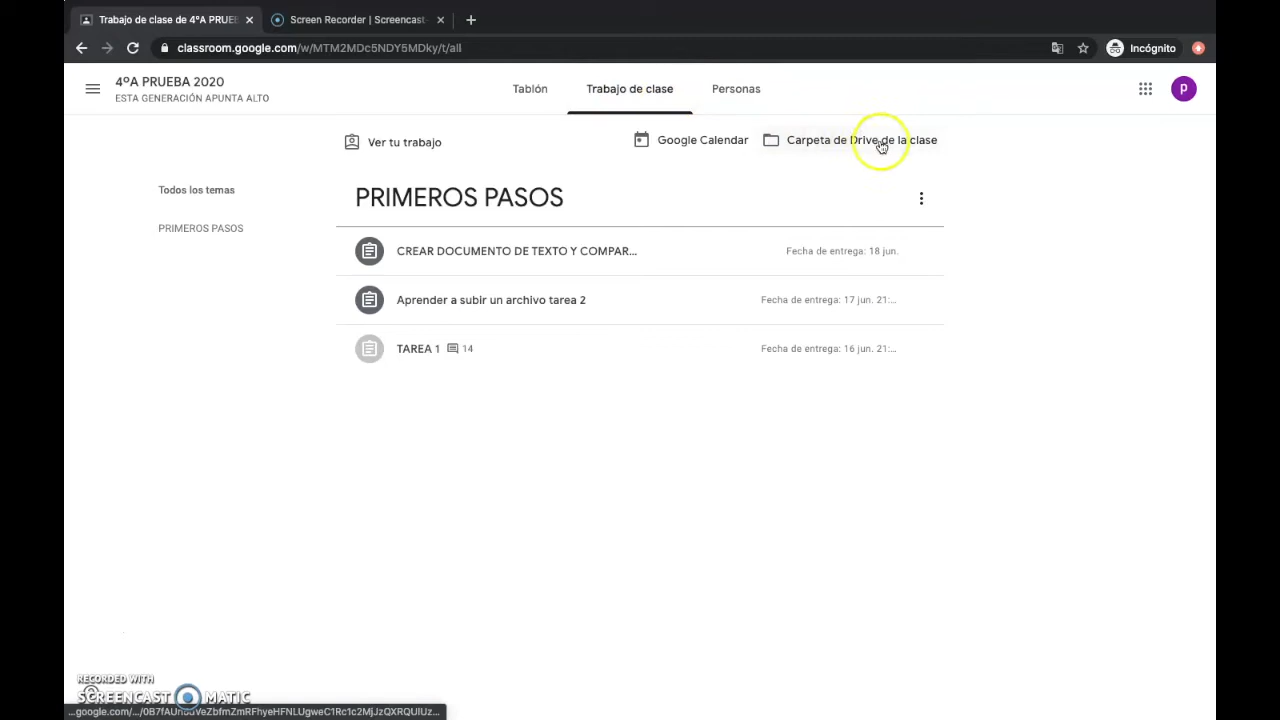 Trabajo de clase de 4ºA PRUEB
Screen Recorder | Screencast-
classroom.google.com/w/MTM2MDc5NDY5MDky/t/all
Incógnito
4ºA PRUEBA 2020
ESTA GENERACIÓN APUNTA ALTO
Tablón
Trabajo de clase
Personas
p
Ver tu trabajo
Google Calendar
Carpeta de Drive de la clase
Todos los temas
PRIMEROS PASOS
PRIMEROS PASOS
CREAR DOCUMENTO DE TEXTO Y COMPAR...
Fecha de entrega: 18 jun.
Aprender a subir un archivo tarea 2
Fecha de entrega: 17 jun. 21:...
TAREA 1 14
Fecha de entrega: 16 jun. 21:...
RECORDED WITH
SCREENCAST MATIC